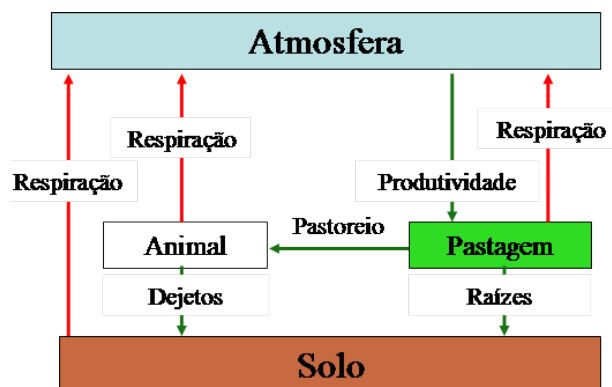 Atmosfera
Respiração
Respiração
Respiração
Produtividade
Pastoreio
Animal
Pastagem
Dejetos
Raízes
Solo